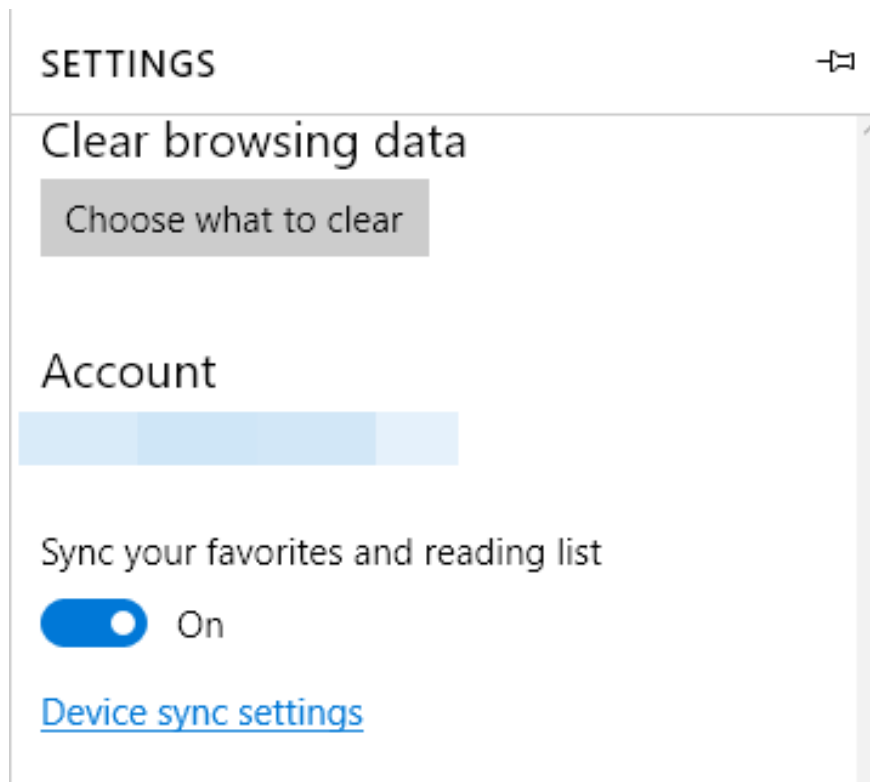 SETTINGS
Clear browsing data
Choose what to clear
Account
Sync your favorites and reading list
On
Device sync settings